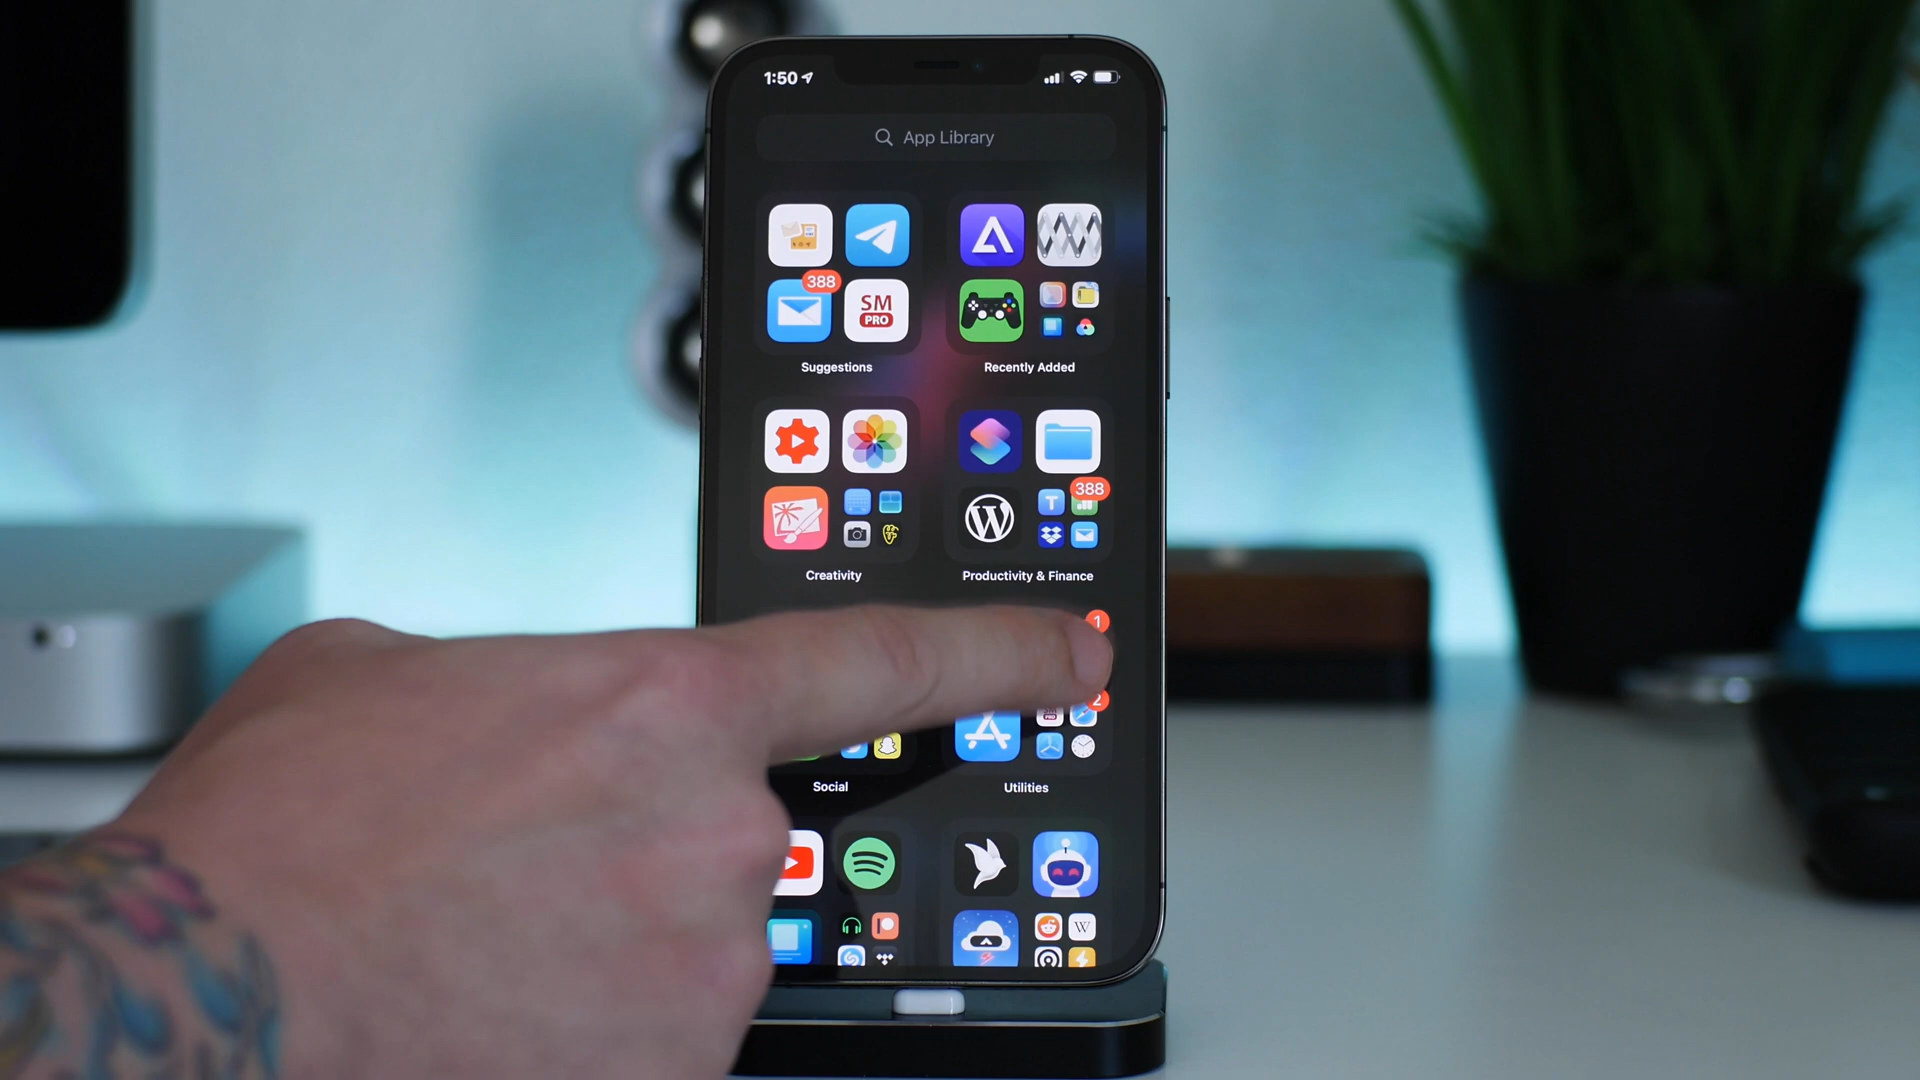 1:50
App Library
388
SM
PRO
Suggestions
Recently Added
388
T
W
Creativity
Productivity & Finance
1
2
Social
Utilities
W